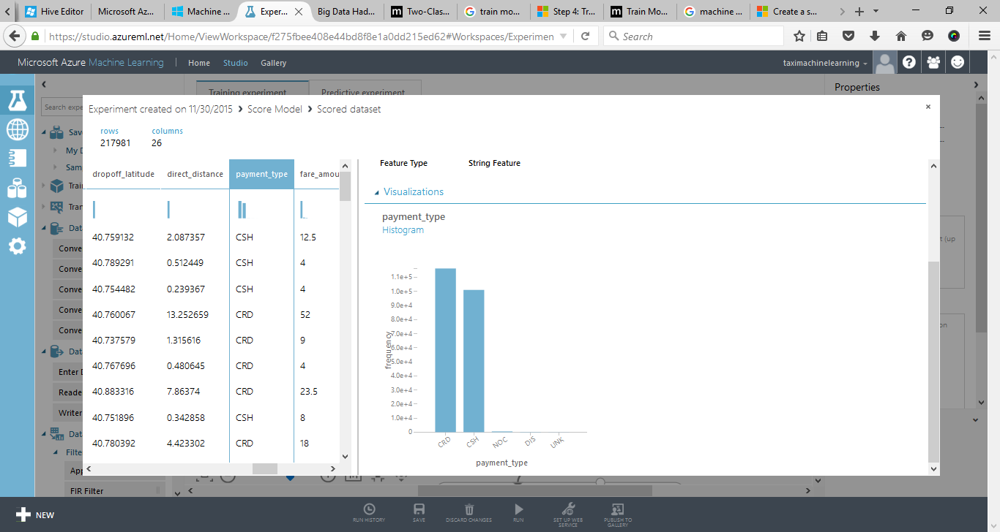 Hive Editor
Microsoft Az...
Machine ...
Exper...
Big Data Had...
Two-Clas...
train mo...
Step 4: Tr...
Train Mo...
machine ...
Create a s...
https://studio.azureml.net/Home/ViewWorkspace/f275fbee408e44bd8f8e1a0dd215ed62#Workspaces/Experimen
Search
Microsoft Azure Machine Learning | Home Studio Gallery
taximachinelearning
Training experiment
Predictive experiment
Properties
Search expe
Experiment created on 11/30/2015 > Score Model > Scored dataset
rows columns
217981 26
dropoff_latitude direct_distance payment_type fare_amou
40.759132 2.087357 CSH 12.5
40.789291 0.512449 CSH 4
40.754482 0.239367 CSH 4
40.760067 13.252659 CRD 52
40.737579 1.315616 CRD 9
40.767696 0.480645 CRD 4
40.883316 7.86374 CRD 23.5
40.751896 0.342858 CSH 8
40.780392 4.423302 CRD 18
Feature Type String Feature
Visualizations
payment_type
Histogram
1.1e+5
1.0e+5
9.0e+4
8.0e+4
7.0e+4
6.0e+4
5.0e+4
4.0e+4
3.0e+4
2.0e+4
1.0e+4
0
frequency
CRD CSH NOC DIS UNK
payment_type
Sav
My D
Sam
Trai
Tran
Dat
Conve
Conve
Conve
Conve
Conve
Dat
Enter D
Reade
Writer
Dat
Filte
App
FIR Filter
t (up
on
NEW
RUN HISTORY
SAVE
DISCARD CHANGES
RUN
SET UP WEB
SERVICE
PUBLISH TO
GALLERY